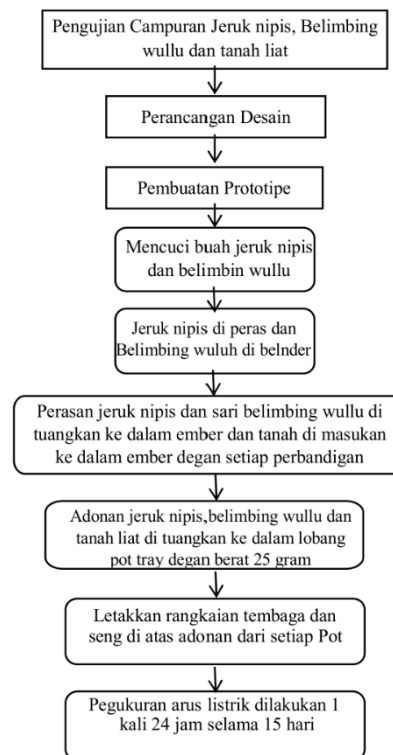 Pengujian Campuran Jeruk nipis, Belimbing
wullu dan tanah liat
Perancangan Desain
Pembuatan Prototipe
Mencuci buah jeruk nipis
dan belimbin wullu
Jeruk nipis di peras dan
Belimbing wuluh di belnder
Perasan jeruk nipis dan sari belimbing wullu di
tuangkan ke dalam ember dan tanah di masukan
ke dalam ember degan setiap perbandigan
Adonan jeruk nipis,belimbing wullu dan
tanah liat di tuangkan ke dalam lobang
pot tray degan berat 25 gram
Letakkan rangkaian tembaga dan
seng di atas adonan dari setiap Pot
Pegukuran arus listrik dilakukan 1
kali 24 jam selama 15 hari